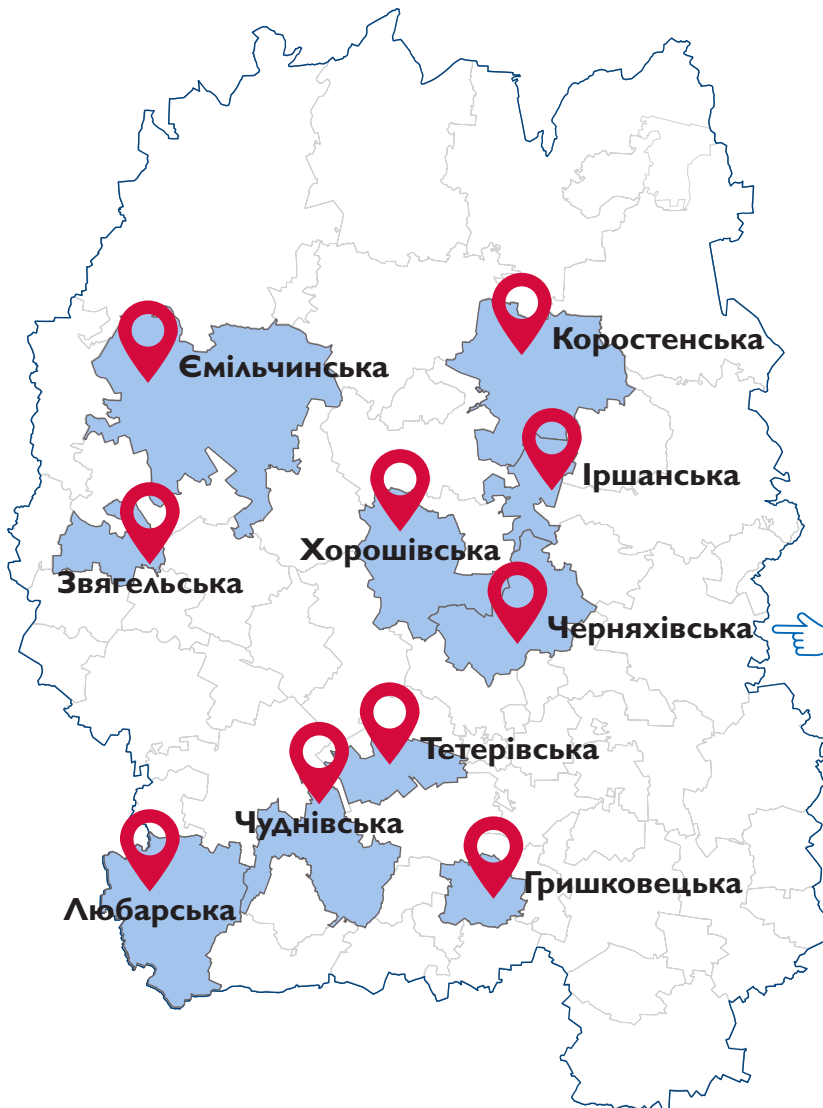 Коростенська
Ємільчинська
Іршанська
Хорошівська
Звягельська
Черняхівська
Тетерівська
Чуднівська
Гришковецька
Любарська